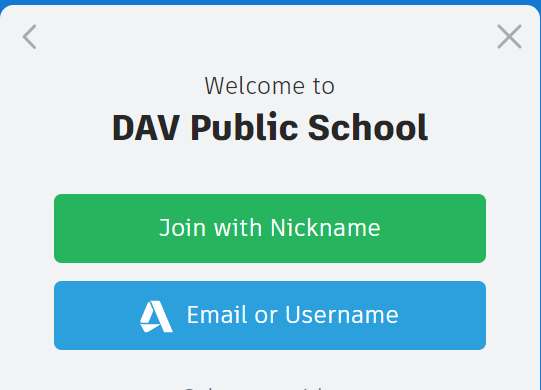 Welcome to
DAV Public School
Join with Nickname
Email or Username